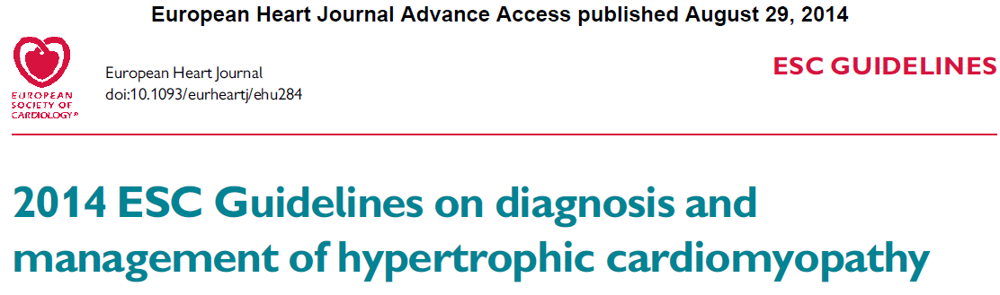 European Heart Journal Advance Access published August 29, 2014
EUROPEAN
SOCIETY OF
CARDIOLOGY®
European Heart Journal
doi:10.1093/eurheartj/ehu284
ESC GUIDELINES
2014 ESC Guidelines on diagnosis and
management of hypertrophic cardiomyopathy